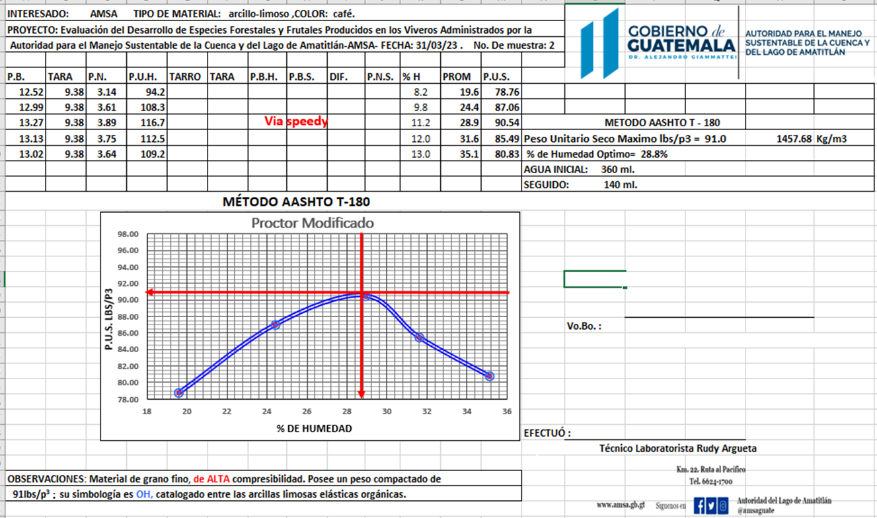 INTERESADO: AMSA TIPO DE MATERIAL: arcillo-limoso ,COLOR: café.
PROYECTO: Evaluación del Desarrollo de Especies Forestales y Frutales Producidos en los Viveros Administrados por la
Autoridad para el Manejo Sustentable de la Cuenca y del Lago de Amatitlán-AMSA- FECHA: 31/03/23 . No. De muestra: 2
GOBIERNO de
GUATEMALA
DR. ALEJANDRO GIAMMATTEI
AUTORIDAD PARA EL MANEJO
SUSTENTABLE DE LA CUENCA Y
DEL LAGO DE AMATITLÁN
P.B. TARA P.N. P.U.H. TARRO TARA P.B.H. P.B.S. DIF. P.N.S. % H PROM P.U.S.
12.52 9.38 3.14 94.2 8.2 19.6 78.76
12.99 9.38 3.61 108.3 9.8 24.4 87.06
13.27 9.38 3.89 116.7 Via speedy 11.2 28.9 90.54 METODO AASHTO T - 180
13.13 9.38 3.75 112.5 12.0 31.6 85.49 Peso Unitario Seco Maximo lbs/p3 = 91.0 1457.68 Kg/m3
13.02 9.38 3.64 109.2 13.0 35.1 80.83 % de Humedad Optimo= 28.8%
AGUA INICIAL: 360 ml.
SEGUIDO: 140 ml.
MÉTODO AASHTO T-180
Proctor Modificado
98.00
96.00
94.00
92.00
90.00
88.00
86.00
84.00
82.00
80.00
78.00
P.U.S. LBS/P3
18 20 22 24 26 28 30 32 34 36
% DE HUMEDAD
Vo.Bo. :
EFECTUÓ :
Técnico Laboratorista Rudy Argueta
OBSERVACIONES: Material de grano fino, de ALTA compresibilidad. Posee un peso compactado de
91lbs/p³ ; su simbología es OH, catalogado entre las arcillas limosas elásticas orgánicas.
Km. 22, Ruta al Pacífico
Tel. 6624-1700
www.amsa.gb.gt Síguenos en Autoridad del Lago de Amatitlán
@amsaguate